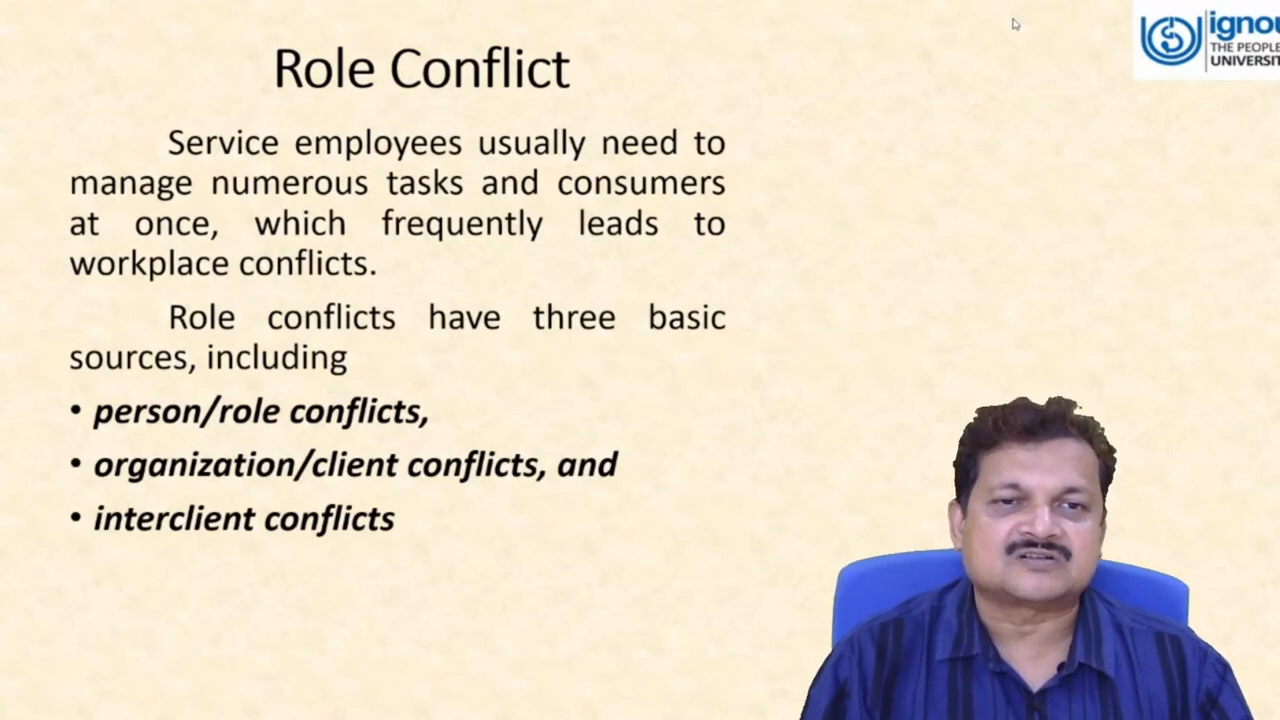 Role Conflict
Service employees usually need to
manage numerous tasks and consumers
at once, which frequently leads to
workplace conflicts.
Role conflicts have three basic
sources, including
• person/role conflicts,
• organization/client conflicts, and
• interclient conflicts
ignou
THE PEOPLE
UNIVERSIT